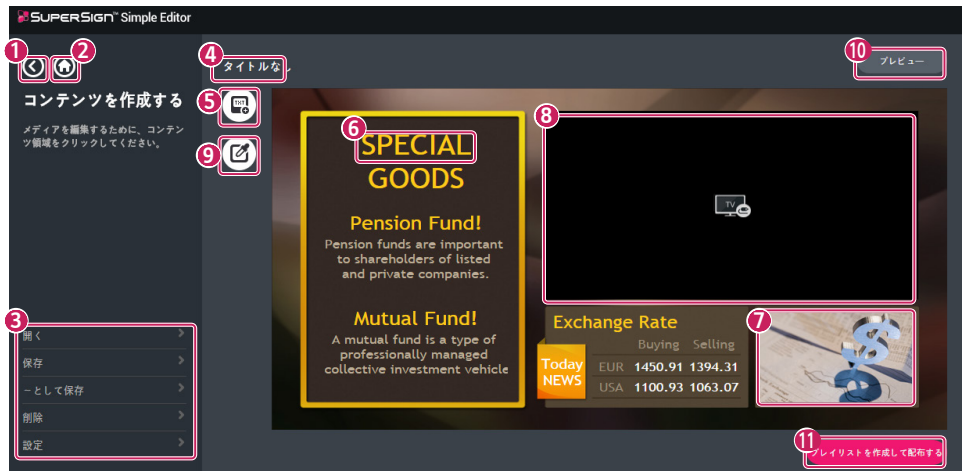 SUPERSIGN™ Simple Editor
1
2
コンテンツを作成する
メディアを編集するために、コンテン
ツ領域をクリックしてください。
3
開く
保存
ーとして保存
削除
設定
4
タイトルなし
5
TXT
9
10
プレビュー
6
SPECIAL
GOODS
Pension Fund!
Pension funds are important
to shareholders of listed
and private companies.
Mutual Fund!
A mutual fund is a type of
professionally managed
collective investment vehicle
8
TV
Exchange Rate
Buying Selling
Today
NEWS
EUR 1450.91 1394.31
USA 1100.93 1063.07
7
11
プレイリストを作成して配布する